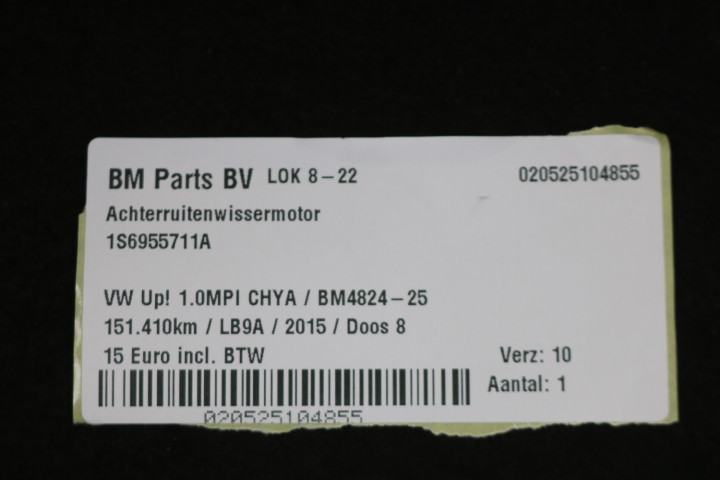 BM Parts BV LOK 8-22 020525104855
Achterruitenwissermotor
1S6955711A
VW Up! 1.0MPI CHYA / BM4824-25
151.410km / LB9A / 2015 / Doos 8
15 Euro incl. BTW Verz: 10
Aantal: 1
020525104855